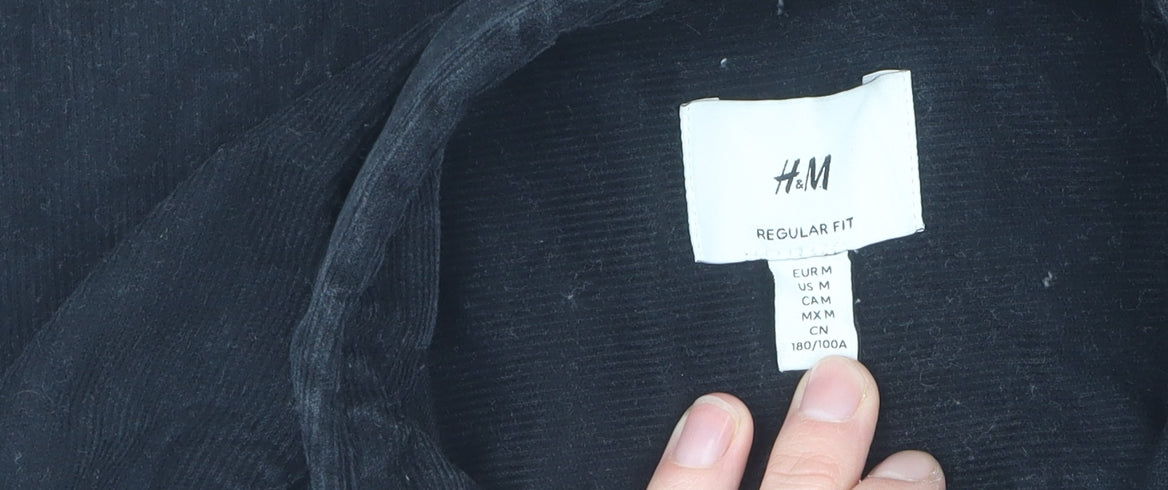 H&M
REGULAR FIT
EUR M
US M
CA M
MX M
CN
180/100A